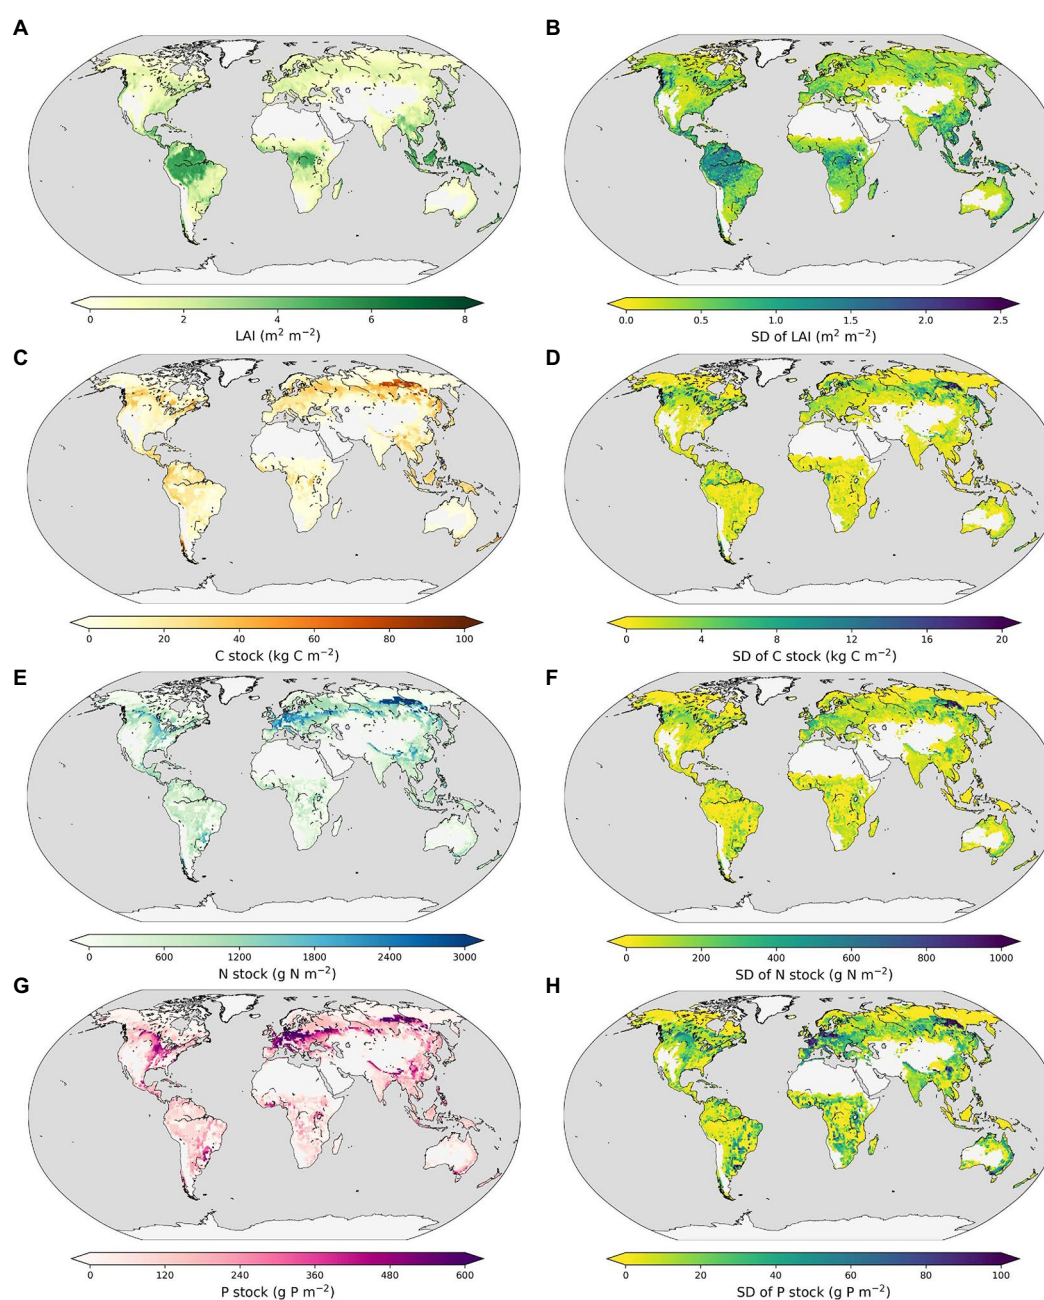 A
B
0 2 4 6 8
LAI (m² m⁻²)
0.0 0.5 1.0 1.5 2.0 2.5
SD of LAI (m² m⁻²)
C
D
0 20 40 60 80 100
C stock (kg C m⁻²)
0 4 8 12 16 20
SD of C stock (kg C m⁻²)
E
F
0 600 1200 1800 2400 3000
N stock (g N m⁻²)
0 200 400 600 800 1000
SD of N stock (g N m⁻²)
G
H
0 120 240 360 480 600
P stock (g P m⁻²)
0 20 40 60 80 100
SD of P stock (g P m⁻²)